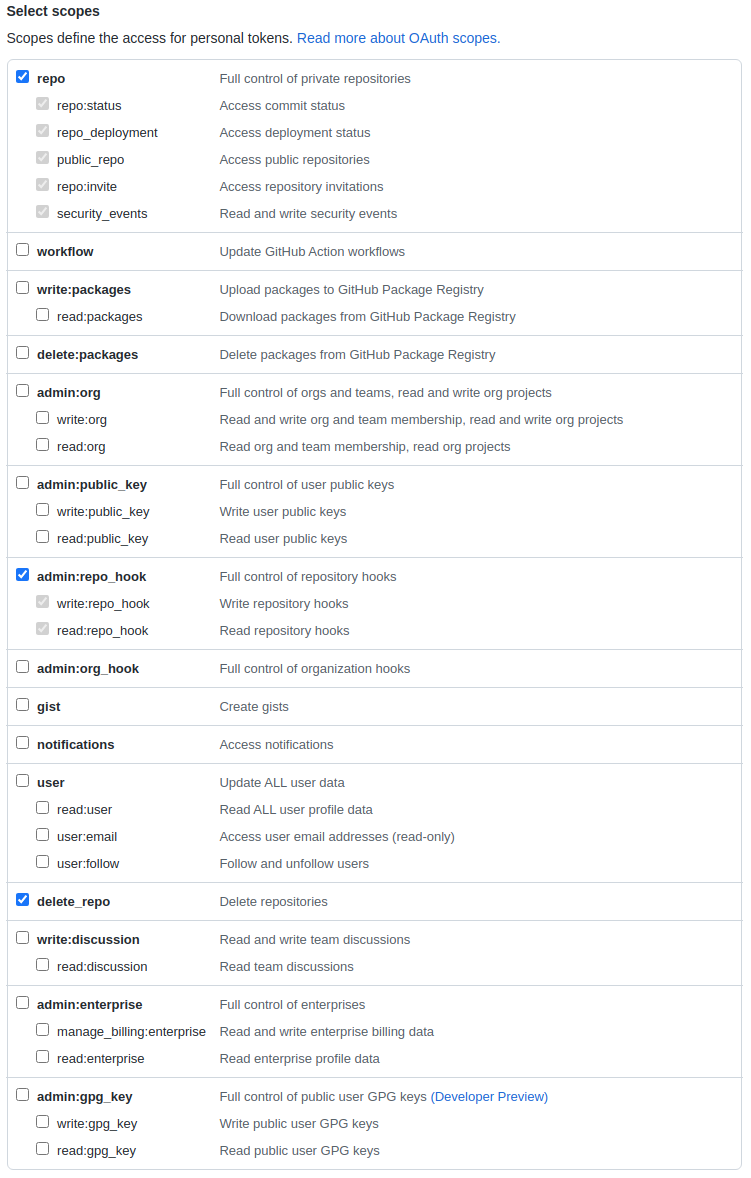 Select scopes
Scopes define the access for personal tokens. Read more about OAuth scopes.
repo Full control of private repositories
repo:status Access commit status
repo_deployment Access deployment status
public_repo Access public repositories
repo:invite Access repository invitations
security_events Read and write security events
workflow Update GitHub Action workflows
write:packages Upload packages to GitHub Package Registry
read:packages Download packages from GitHub Package Registry
delete:packages Delete packages from GitHub Package Registry
admin:org Full control of orgs and teams, read and write org projects
write:org Read and write org and team membership, read and write org projects
read:org Read org and team membership, read org projects
admin:public_key Full control of user public keys
write:public_key Write user public keys
read:public_key Read user public keys
admin:repo_hook Full control of repository hooks
write:repo_hook Write repository hooks
read:repo_hook Read repository hooks
admin:org_hook Full control of organization hooks
gist Create gists
notifications Access notifications
user Update ALL user data
read:user Read ALL user profile data
user:email Access user email addresses (read-only)
user:follow Follow and unfollow users
delete_repo Delete repositories
write:discussion Read and write team discussions
read:discussion Read team discussions
admin:enterprise Full control of enterprises
manage_billing:enterprise Read and write enterprise billing data
read:enterprise Read enterprise profile data
admin:gpg_key Full control of public user GPG keys (Developer Preview)
write:gpg_key Write public user GPG keys
read:gpg_key Read public user GPG keys